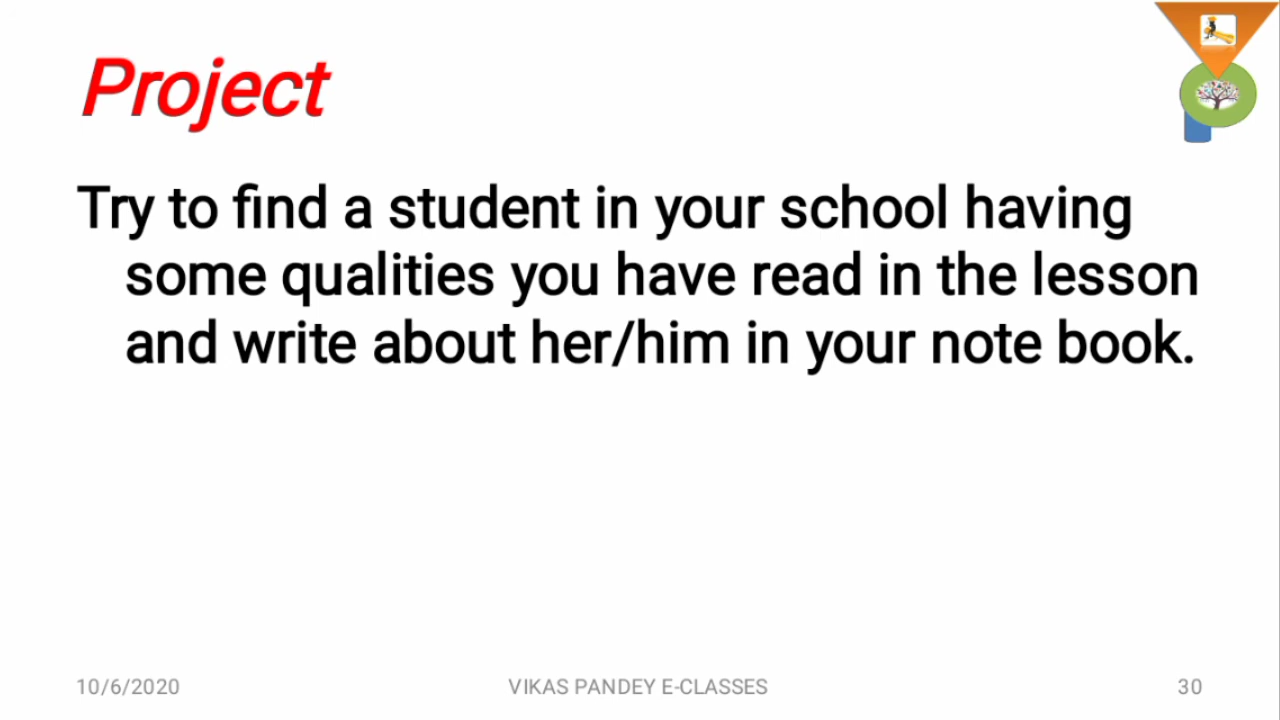 Project
Try to find a student in your school having
some qualities you have read in the lesson
and write about her/him in your note book.
10/6/2020
VIKAS PANDEY E-CLASSES
30